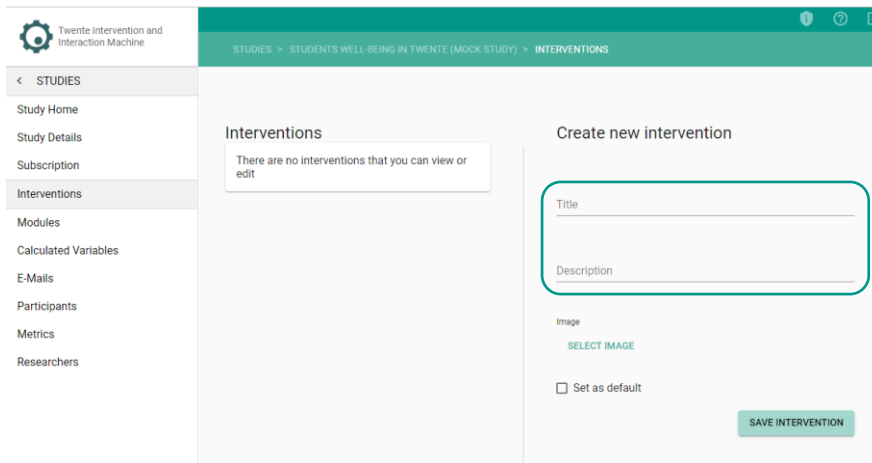 Twente Intervention and
Interaction Machine
STUDIES > STUDENTS WELL-BEING IN TWENTE (MOCK STUDY) > INTERVENTIONS
< STUDIES
Study Home
Study Details
Subscription
Interventions
Modules
Calculated Variables
E-Mails
Participants
Metrics
Researchers
Interventions
There are no interventions that you can view or
edit
Create new intervention
Title
Description
Image
SELECT IMAGE
Set as default
SAVE INTERVENTION